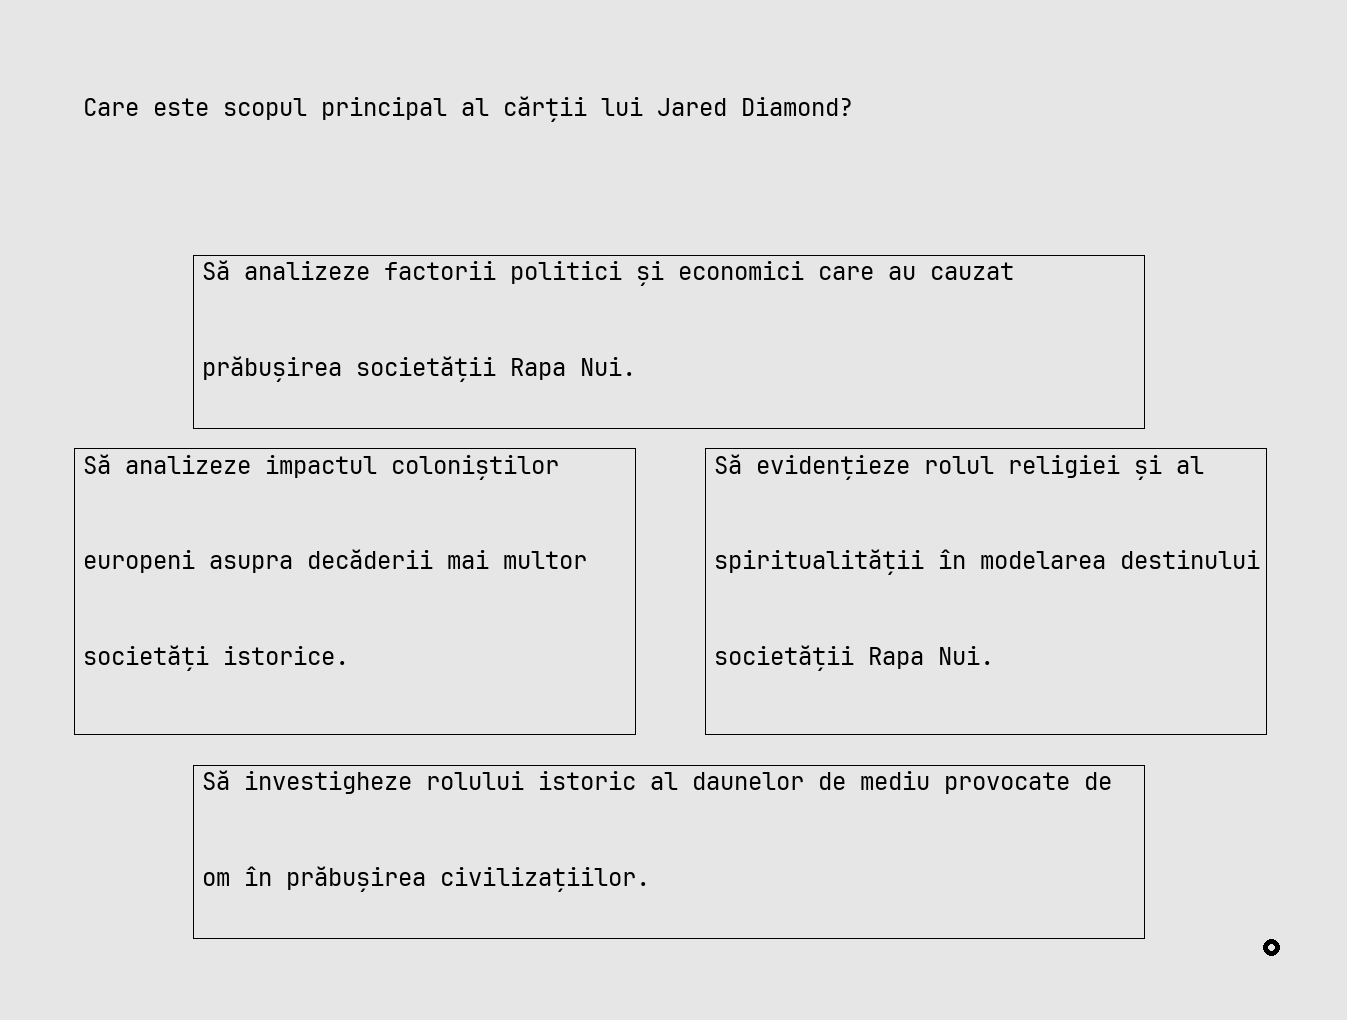 Care este scopul principal al cărții lui Jared Diamond?
Să analizeze factorii politici și economici care au cauzat
prăbușirea societății Rapa Nui.
Să analizeze impactul coloniștilor
europeni asupra decăderii mai multor
societăți istorice.
Să evidențieze rolul religiei și al
spiritualității în modelarea destinului
societății Rapa Nui.
Să investigheze rolului istoric al daunelor de mediu provocate de
om în prăbușirea civilizațiilor.